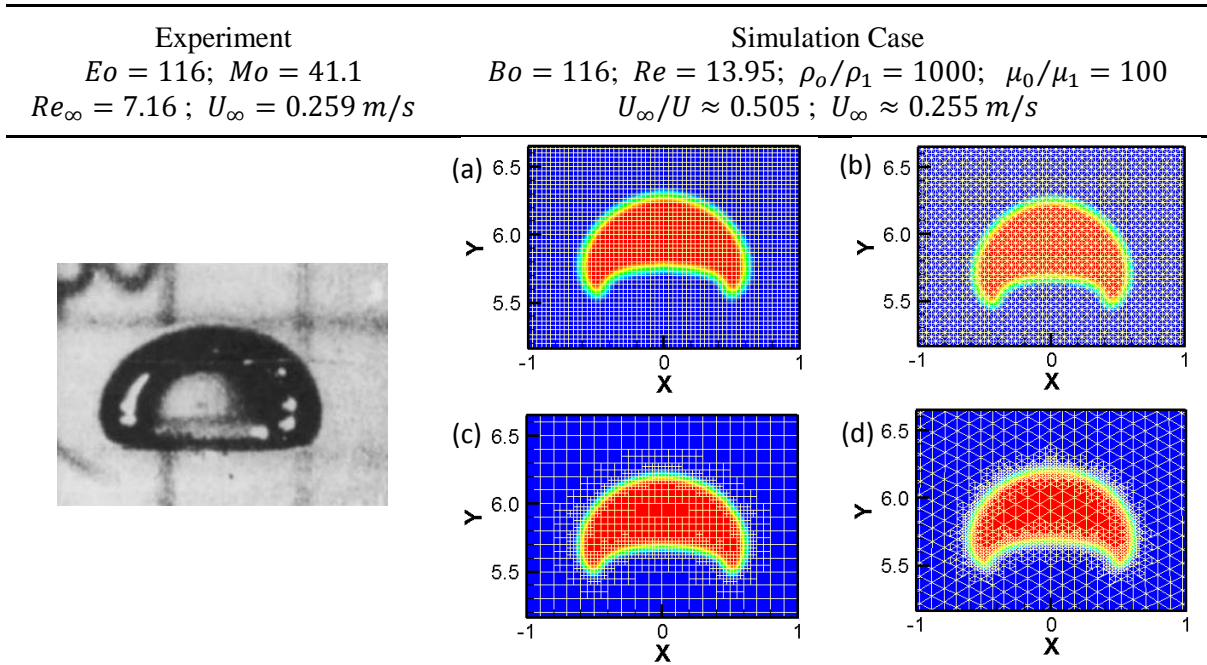 Experiment
Eo = 116; Mo = 41.1
Re∞ = 7.16 ; U∞ = 0.259 m/s
Simulation Case
Bo = 116; Re = 13.95; ρₒ/ρ₁ = 1000; μ₀/μ₁ = 100
U∞/U ≈ 0.505 ; U∞ ≈ 0.255 m/s
(a)
6.5
6.0
5.5
Y
-1
0
1
X
(b)
6.5
6.0
5.5
Y
-1
0
1
X
(c)
6.5
6.0
5.5
Y
-1
0
1
X
(d)
6.5
6.0
5.5
Y
-1
0
1
X